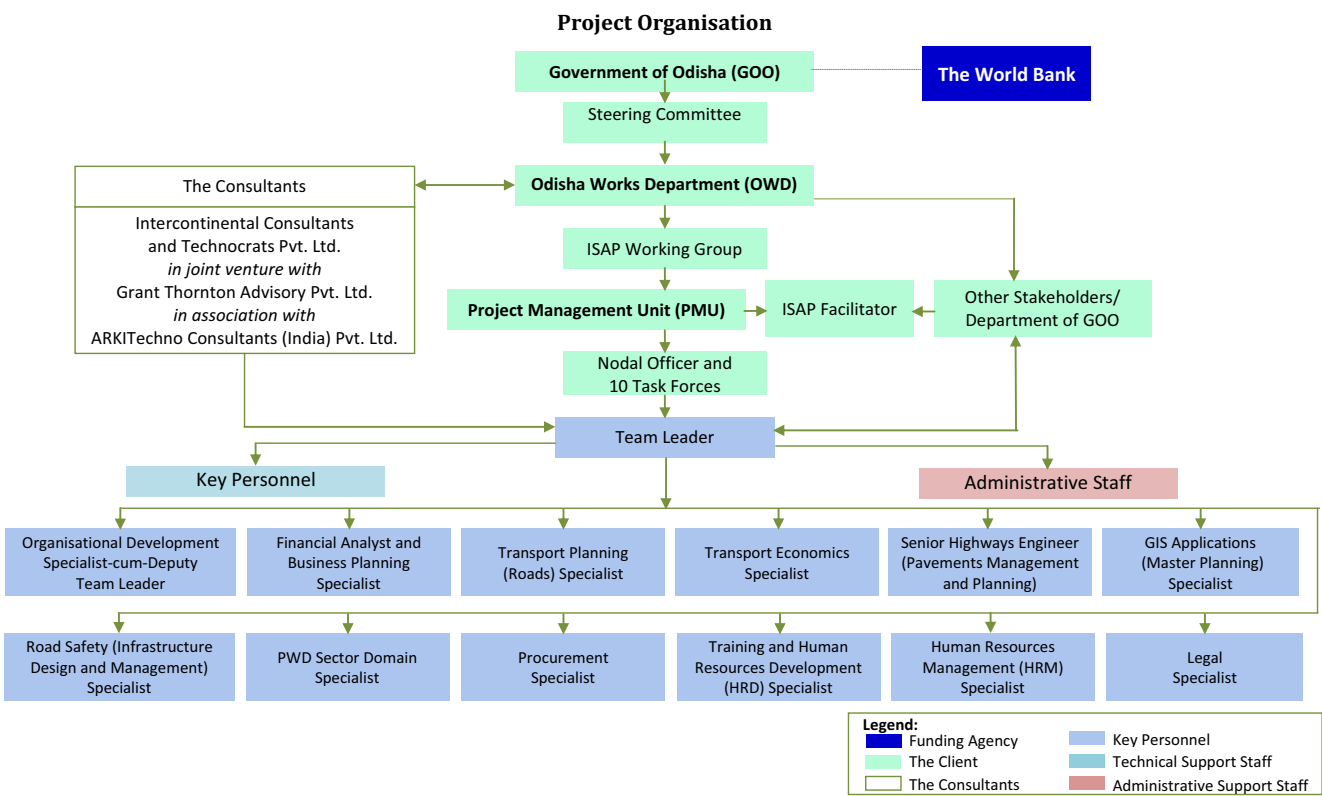 Project Organisation
Government of Odisha (GOO)
The World Bank
Steering Committee
Odisha Works Department (OWD)
The Consultants
Intercontinental Consultants
and Technocrats Pvt. Ltd.
in joint venture with
Grant Thornton Advisory Pvt. Ltd.
in association with
ARKITechno Consultants (India) Pvt. Ltd.
ISAP Working Group
Project Management Unit (PMU)
ISAP Facilitator
Other Stakeholders/
Department of GOO
Nodal Officer and
10 Task Forces
Team Leader
Key Personnel
Administrative Staff
Organisational Development
Specialist-cum-Deputy
Team Leader
Financial Analyst and
Business Planning
Specialist
Transport Planning
(Roads) Specialist
Transport Economics
Specialist
Senior Highways Engineer
(Pavements Management
and Planning)
GIS Applications
(Master Planning)
Specialist
Road Safety (Infrastructure
Design and Management)
Specialist
PWD Sector Domain
Specialist
Procurement
Specialist
Training and Human
Resources Development
(HRD) Specialist
Human Resources
Management (HRM)
Specialist
Legal
Specialist
Legend:
Funding Agency
The Client
The Consultants
Key Personnel
Technical Support Staff
Administrative Support Staff